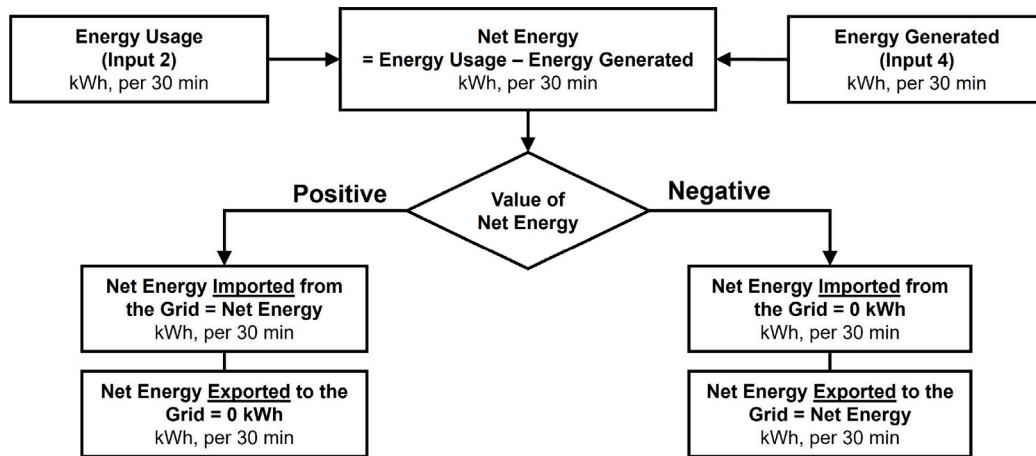 Energy Usage
(Input 2)
kWh, per 30 min
Net Energy
= Energy Usage – Energy Generated
kWh, per 30 min
Energy Generated
(Input 4)
kWh, per 30 min
Positive
Value of
Net Energy
Negative
Net Energy Imported from
the Grid = Net Energy
kWh, per 30 min
Net Energy Exported to the
Grid = 0 kWh
kWh, per 30 min
Net Energy Imported from
the Grid = 0 kWh
kWh, per 30 min
Net Energy Exported to the
Grid = Net Energy
kWh, per 30 min